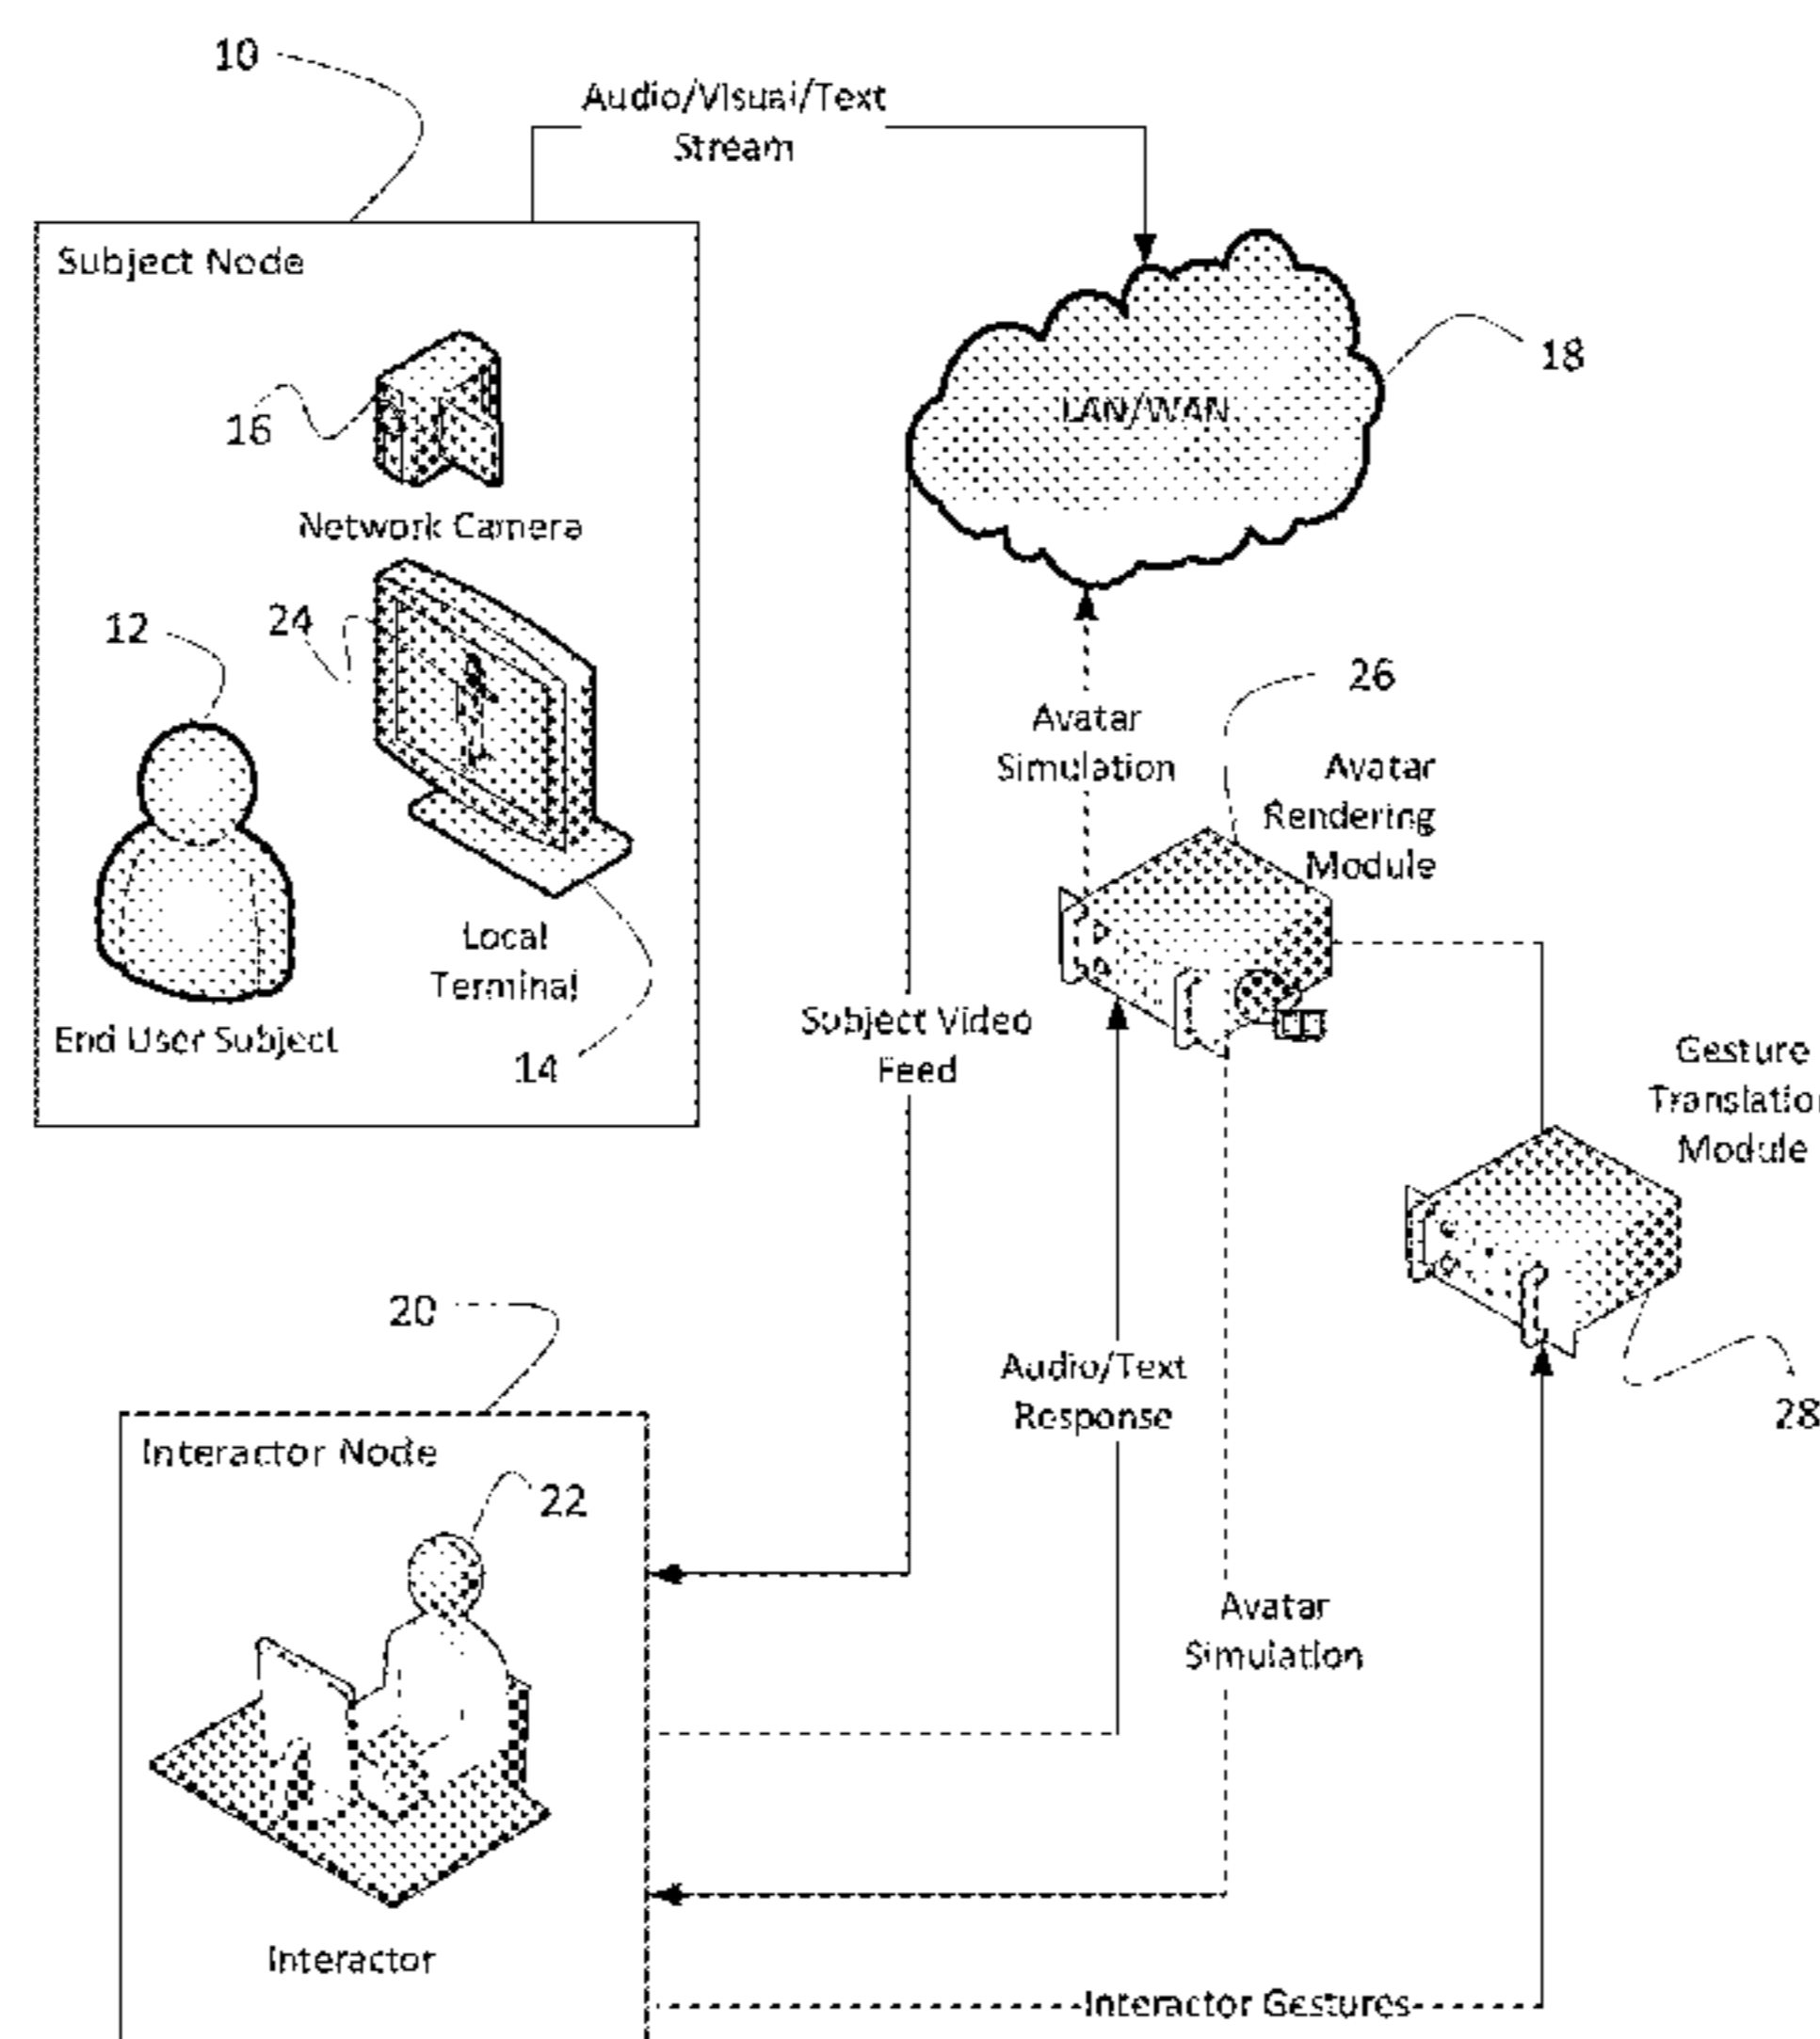 10
Audio/Visual/Text
Stream
Subject Node
18
LAN/WAN
16
Network Camera
12
24
26
Avatar
Simulation
Avatar
Rendering
Module
Local
Terminal
End User Subject
14
Subject Video
Feed
Gesture
Translation
Module
20
Audio/Text
Response
28
Interactor Node
22
Avatar
Simulation
Interactor
Interactor Gestures